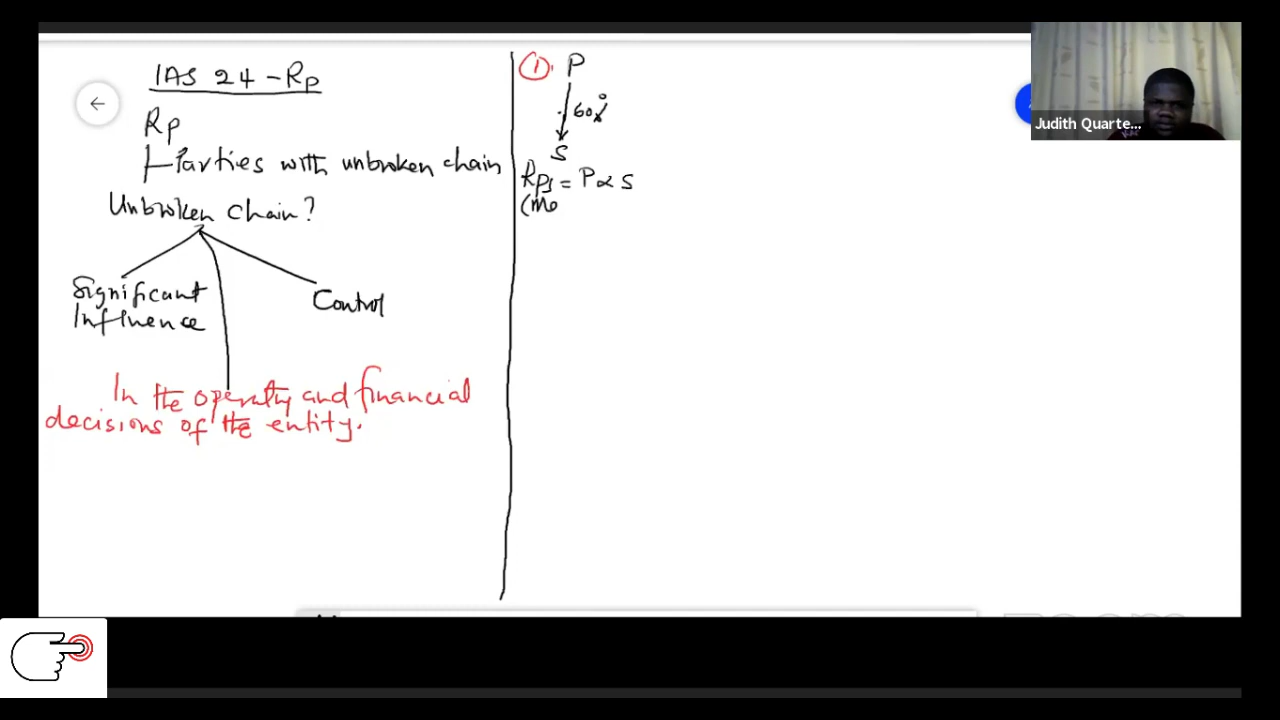 IAS 24 - Rp
Rp
Parties with unbroken chain
Unbroken chain?
Significant
Influence
Control
In the operating and financial
decisions of the entity.
① P
60%
S
Rps = P & S
(Mo
Judith Quarte...